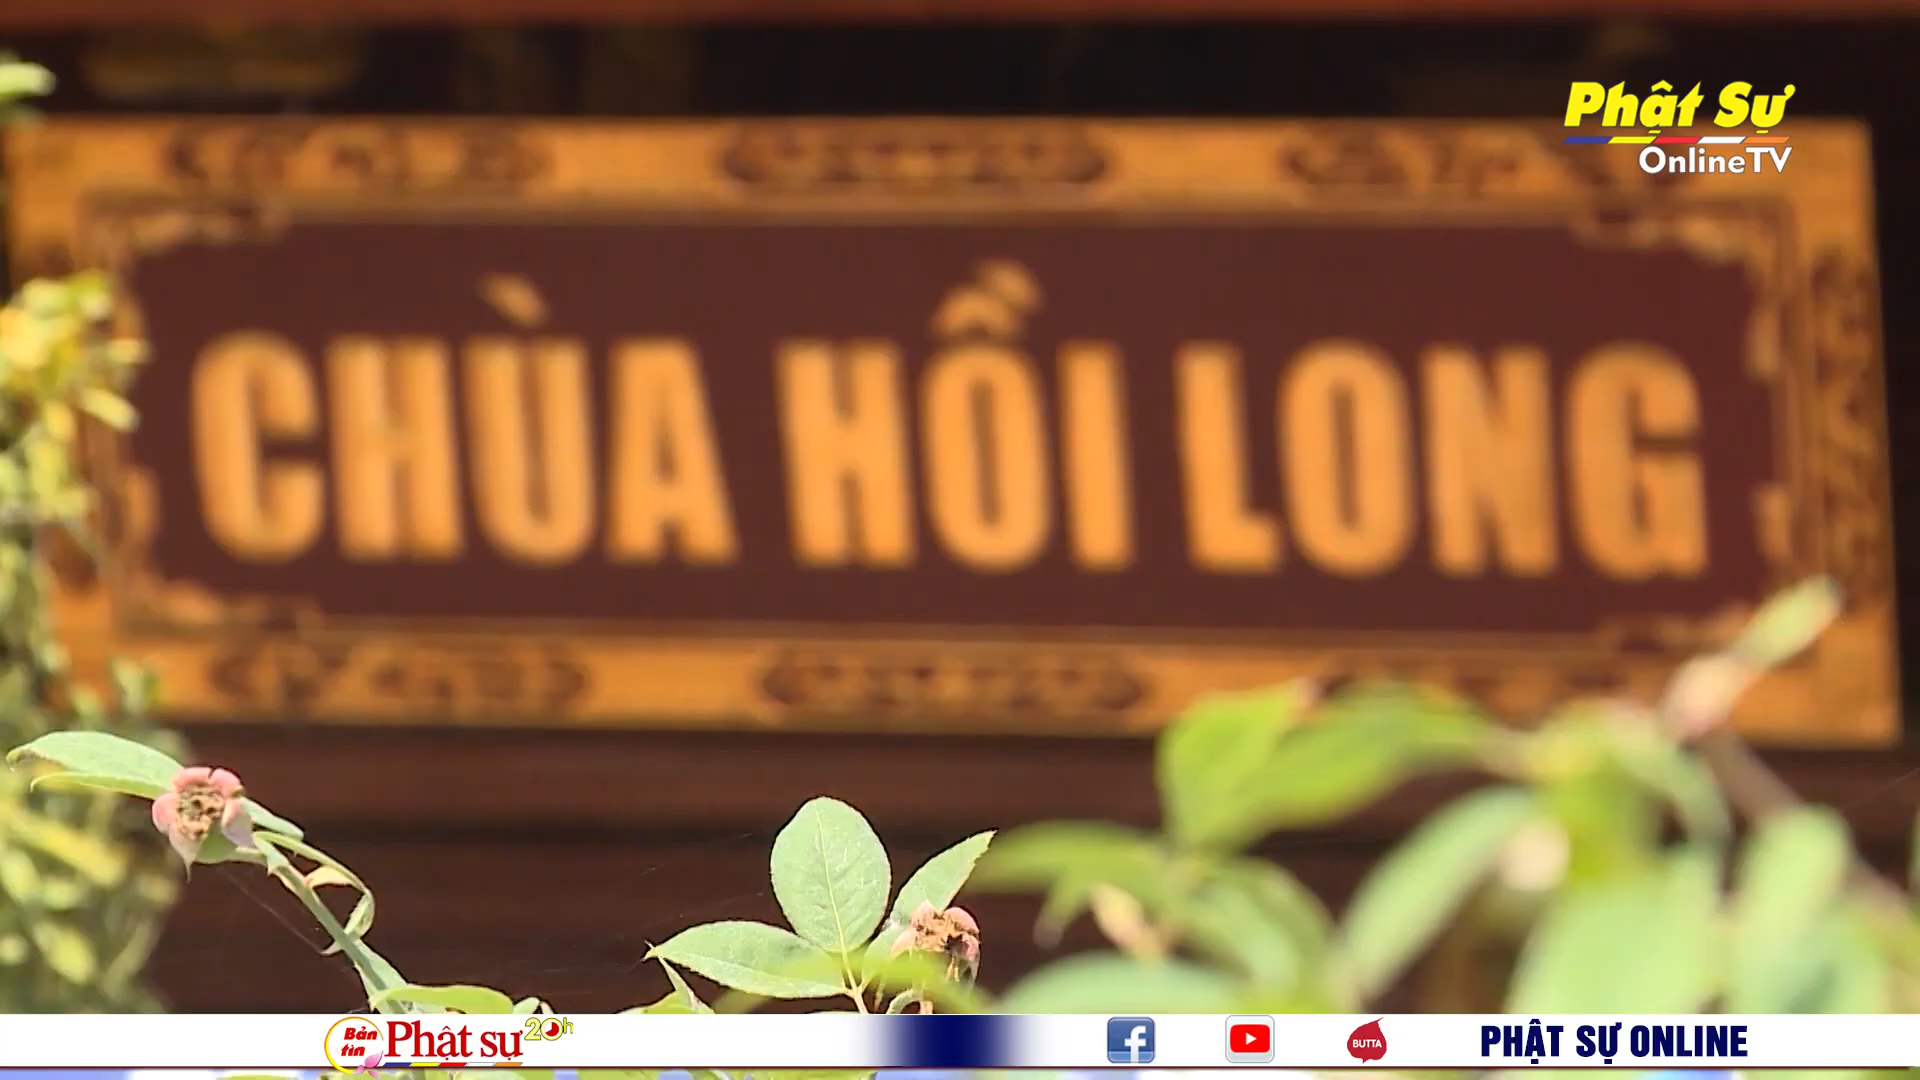 Phật Sự
OnlineTV
CHÙA HỒI LONG
Bản tin
Phật sự 20h
BUTTA
PHẬT SỰ ONLINE